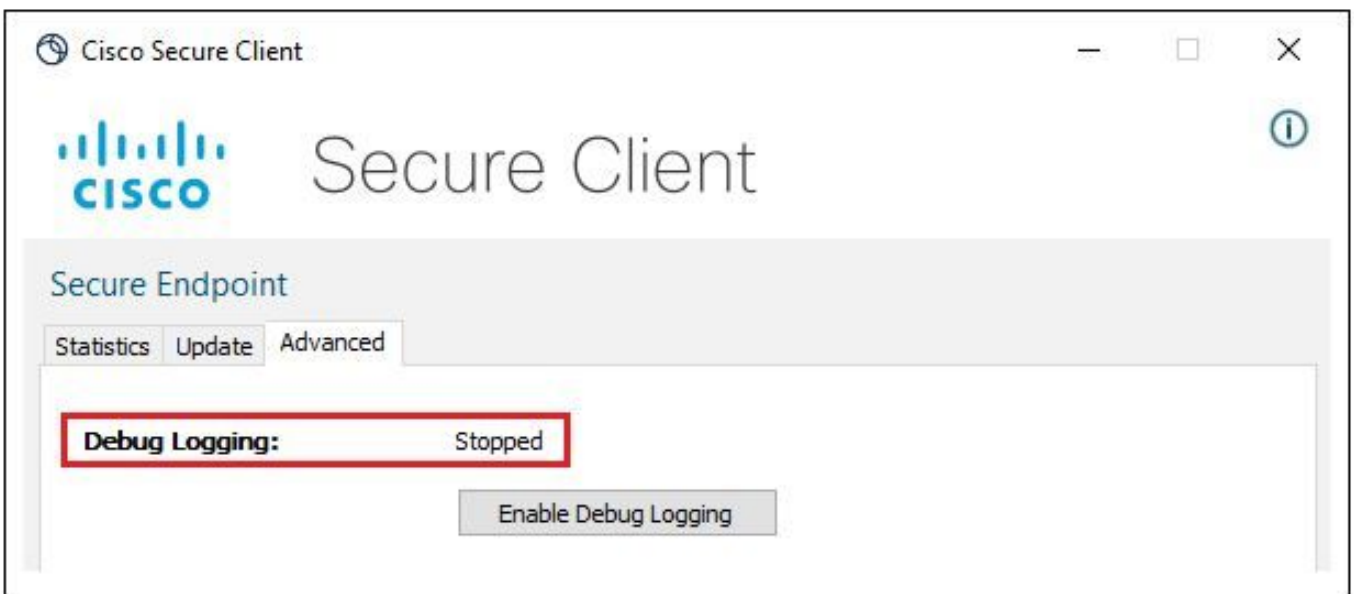 Cisco Secure Client
CISCO
Secure Client
Secure Endpoint
Statistics Update Advanced
Debug Logging: Stopped
Enable Debug Logging